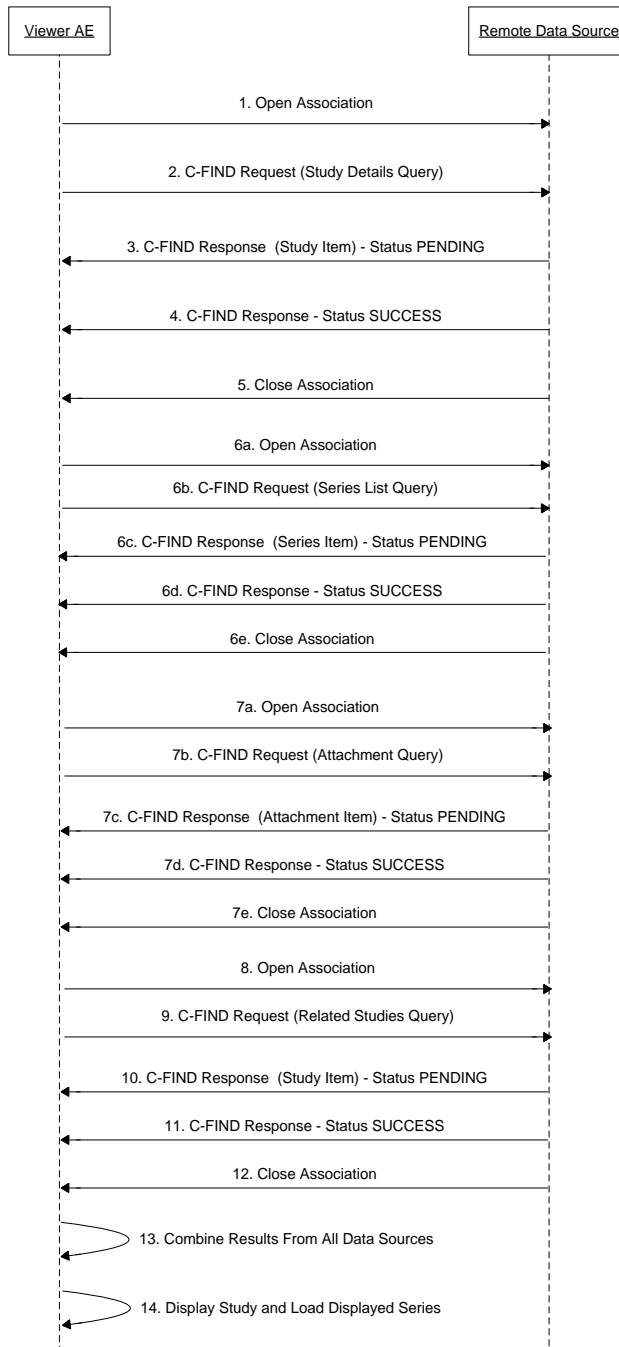 Viewer AE
Remote Data Source
1. Open Association
2. C-FIND Request (Study Details Query)
3. C-FIND Response  (Study Item) - Status PENDING
4. C-FIND Response - Status SUCCESS
5. Close Association
6a. Open Association
6b. C-FIND Request (Series List Query)
6c. C-FIND Response  (Series Item) - Status PENDING
6d. C-FIND Response - Status SUCCESS
6e. Close Association
7a. Open Association
7b. C-FIND Request (Attachment Query)
7c. C-FIND Response  (Attachment Item) - Status PENDING
7d. C-FIND Response - Status SUCCESS
7e. Close Association
8. Open Association
9. C-FIND Request (Related Studies Query)
10. C-FIND Response  (Study Item) - Status PENDING
11. C-FIND Response - Status SUCCESS
12. Close Association
13. Combine Results From All Data Sources
14. Display Study and Load Displayed Series